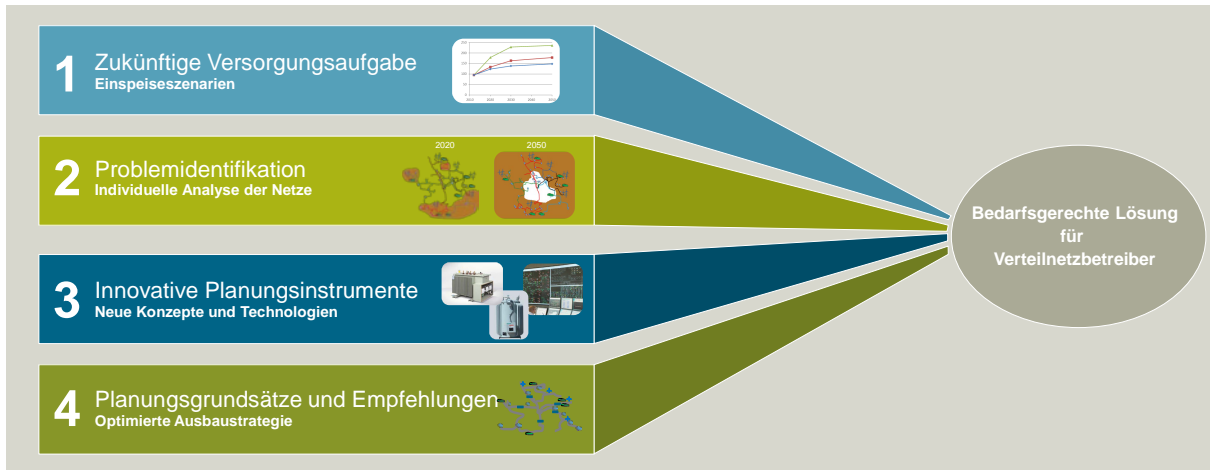 1
Zukünftige Versorgungsaufgabe
Einspeiseszenarien
2
Problemidentifikation
Individuelle Analyse der Netze
2020
2050
3
Innovative Planungsinstrumente
Neue Konzepte und Technologien
4
Planungsgrundsätze und Empfehlungen
Optimierte Ausbaustrategie
Bedarfsgerechte Lösung
für
Verteilnetzbetreiber